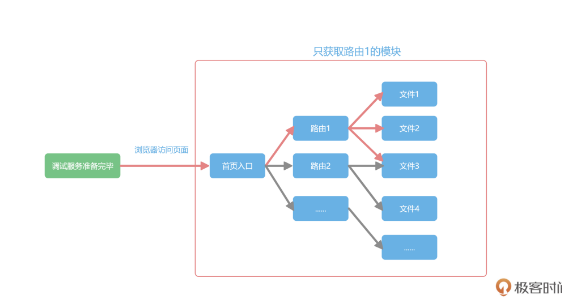 只获取路由1的模块
文件1
路由1
文件2
浏览器访问页面
调试服务准备完毕
首页入口
路由2
文件3
......
文件4
......
极客时间